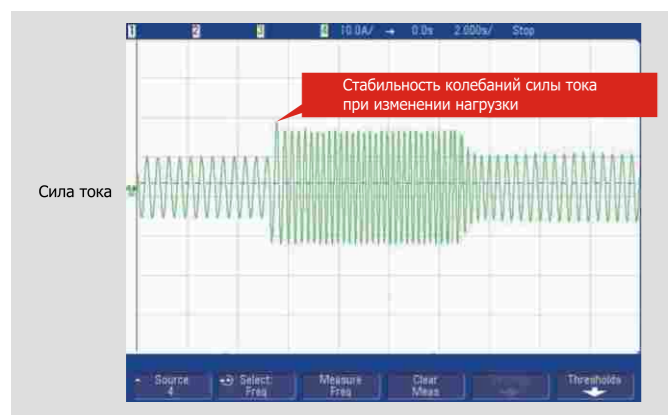 1 2 3 4 10.0A/ 0.0s 2.000s/ Stop
Стабильность колебаний силы тока
при изменении нагрузки
Сила тока
Source Select: Measure Clear Thresholds
4 Freq Freq Meas